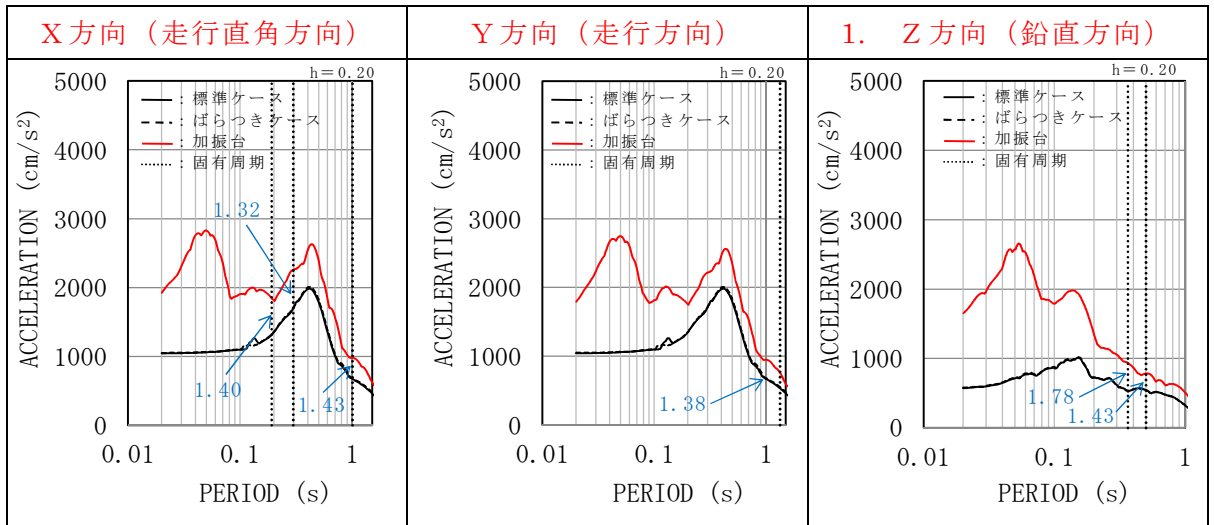 X方向（走行直角方向）
h＝0.20
5000
4000
3000
2000
1000
0
ACCELERATION (cm/s²)
：標準ケース
：ばらつきケース
：加振台
：固有周期
1.32
1.40
1.43
0.01
0.1
1
PERIOD (s)
Y方向（走行方向）
h＝0.20
5000
4000
3000
2000
1000
0
ACCELERATION (cm/s²)
：標準ケース
：ばらつきケース
：加振台
：固有周期
1.38
0.01
0.1
1
PERIOD (s)
1. Z方向（鉛直方向）
h＝0.20
5000
4000
3000
2000
1000
0
ACCELERATION (cm/s²)
：標準ケース
：ばらつきケース
：加振台
：固有周期
1.78
1.43
0.01
0.1
1
PERIOD (s)